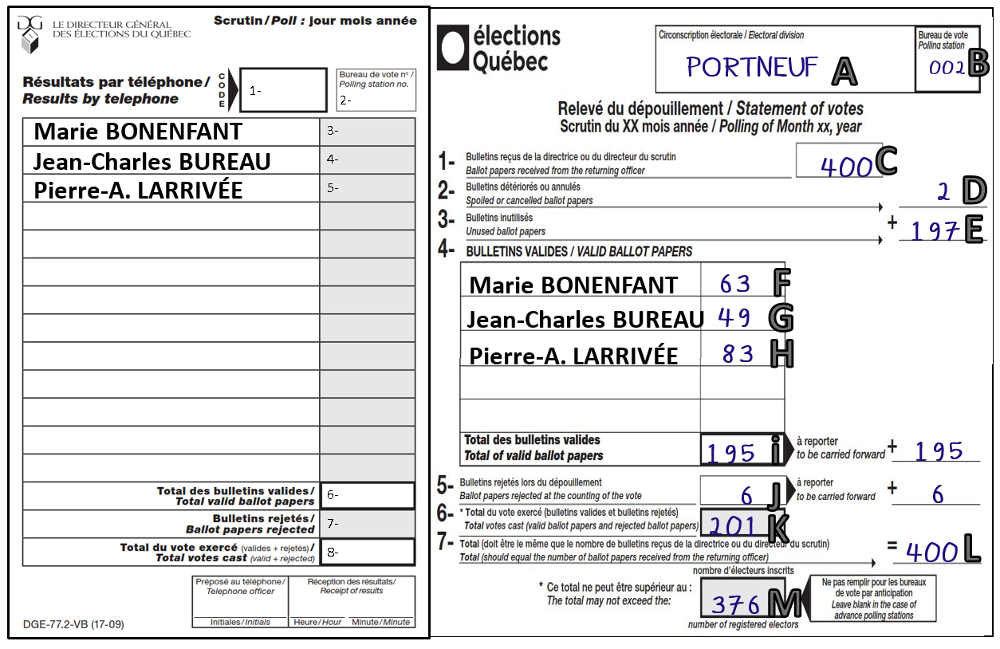 DG
LE DIRECTEUR GÉNÉRAL
DES ÉLECTIONS DU QUÉBEC
Scrutin/Poll : jour mois année
Résultats par téléphone/
Results by telephone
CODE
1-
Bureau de vote n°/
Polling station no.
2-
Marie BONENFANT 3-
Jean-Charles BUREAU 4-
Pierre-A. LARRIVÉE 5-
Total des bulletins valides/
Total valid ballot papers
6-
Bulletins rejetés/
Ballot papers rejected
7-
Total du vote exercé (valides + rejetés)/
Total votes cast (valid + rejected)
8-
Préposé au téléphone/
Telephone officer
Initiales/Initials
Réception des résultats/
Receipt of results
Heure/Hour Minute/Minute
DGE-77.2-VB (17-09)
élections
Québec
Circonscription électorale / Electoral division
PORTNEUF A
Bureau de vote
Polling station
002 B
Relevé du dépouillement / Statement of votes
Scrutin du XX mois année / Polling of Month xx, year
1- Bulletins reçus de la directrice ou du directeur du scrutin
Ballot papers received from the returning officer
400 C
2- Bulletins détériorés ou annulés
Spoiled or cancelled ballot papers
2 D
3- Bulletins inutilisés
Unused ballot papers
+ 197 E
4- BULLETINS VALIDES / VALID BALLOT PAPERS
Marie BONENFANT 63 F
Jean-Charles BUREAU 49 G
Pierre-A. LARRIVÉE 83 H
Total des bulletins valides
Total of valid ballot papers
195 i
à reporter
to be carried forward
+ 195
5- Bulletins rejetés lors du dépouillement
Ballot papers rejected at the counting of the vote
6 J
à reporter
to be carried forward
+ 6
6- * Total du vote exercé (bulletins valides et bulletins rejetés)
Total votes cast (valid ballot papers and rejected ballot papers)
201 K
7- Total (doit être le même que le nombre de bulletins reçus de la directrice ou du directeur du scrutin)
Total (should equal the number of ballot papers received from the returning officer)
= 400 L
nombre d'électeurs inscrits
* Ce total ne peut être supérieur au :
The total may not exceed the:
376 M
number of registered electors
Ne pas remplir pour les bureaux
de vote par anticipation
Leave blank in the case of
advance polling stations